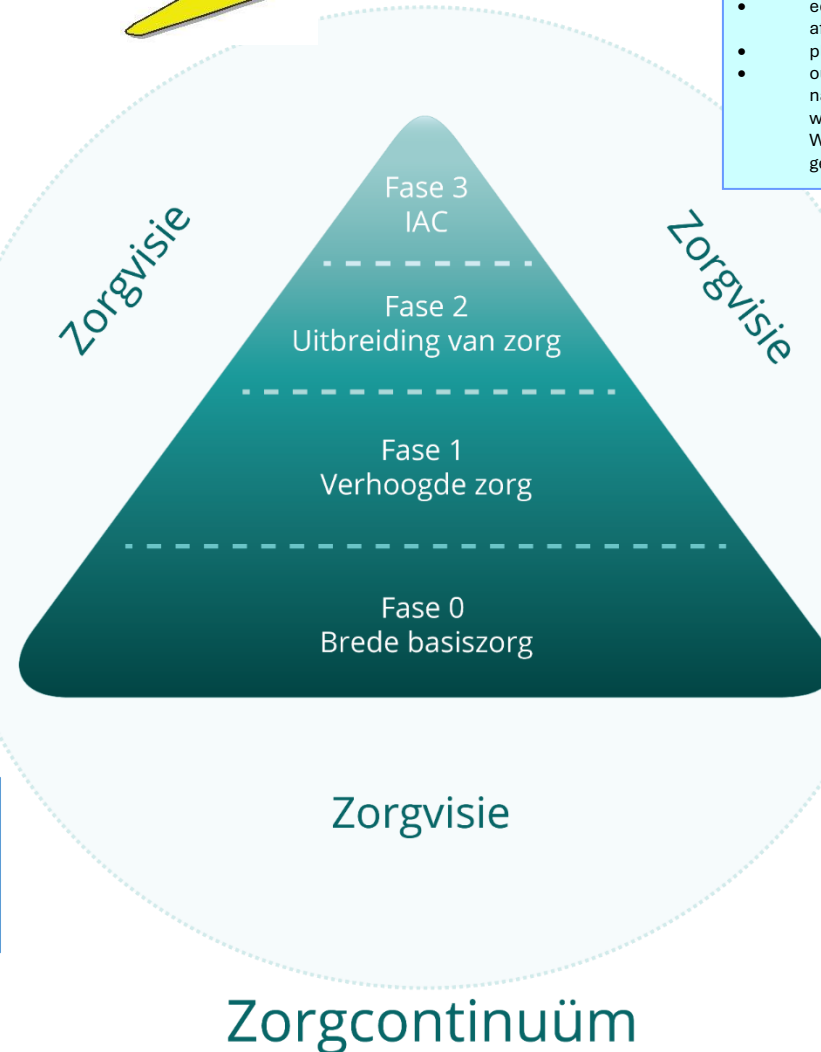 Fase 3
IAC
Zorgvisie
Zorgvisie
Fase 2
Uitbreiding van zorg
Fase 1
Verhoogde zorg
Fase 0
Brede basiszorg
Zorgvisie
Zorgcontinuüm